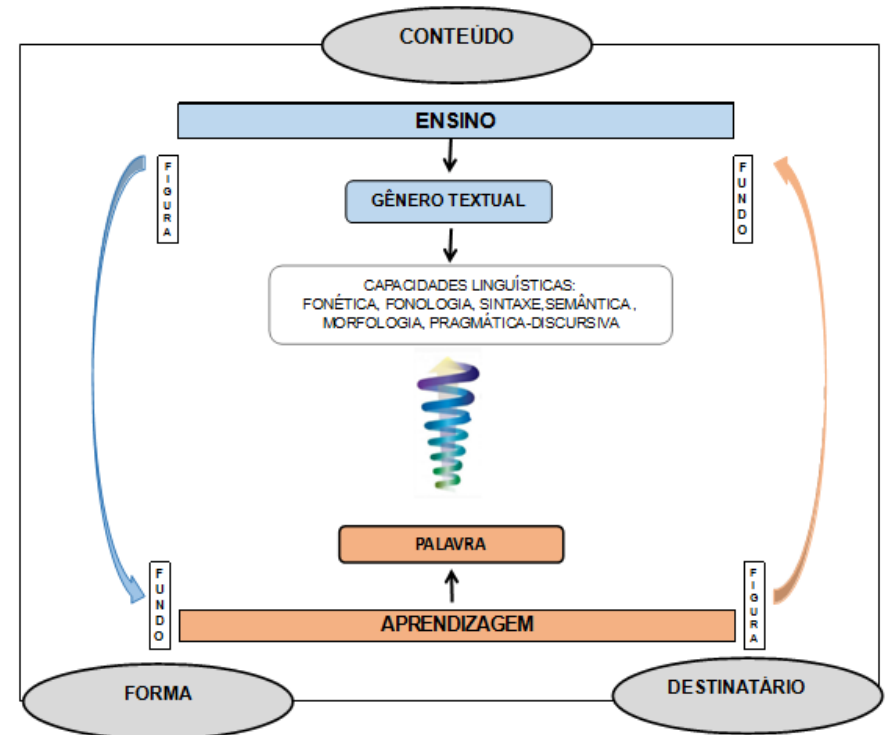 CONTEÚDO
ENSINO
FIGURA
FUNDO
GÊNERO TEXTUAL
CAPACIDADES LINGUÍSTICAS:
FONÉTICA, FONOLOGIA, SINTAXE,SEMÂNTICA ,
MORFOLOGIA, PRAGMÁTICA-DISCURSIVA
PALAVRA
FUNDO
FIGURA
APRENDIZAGEM
FORMA
DESTINATÁRIO